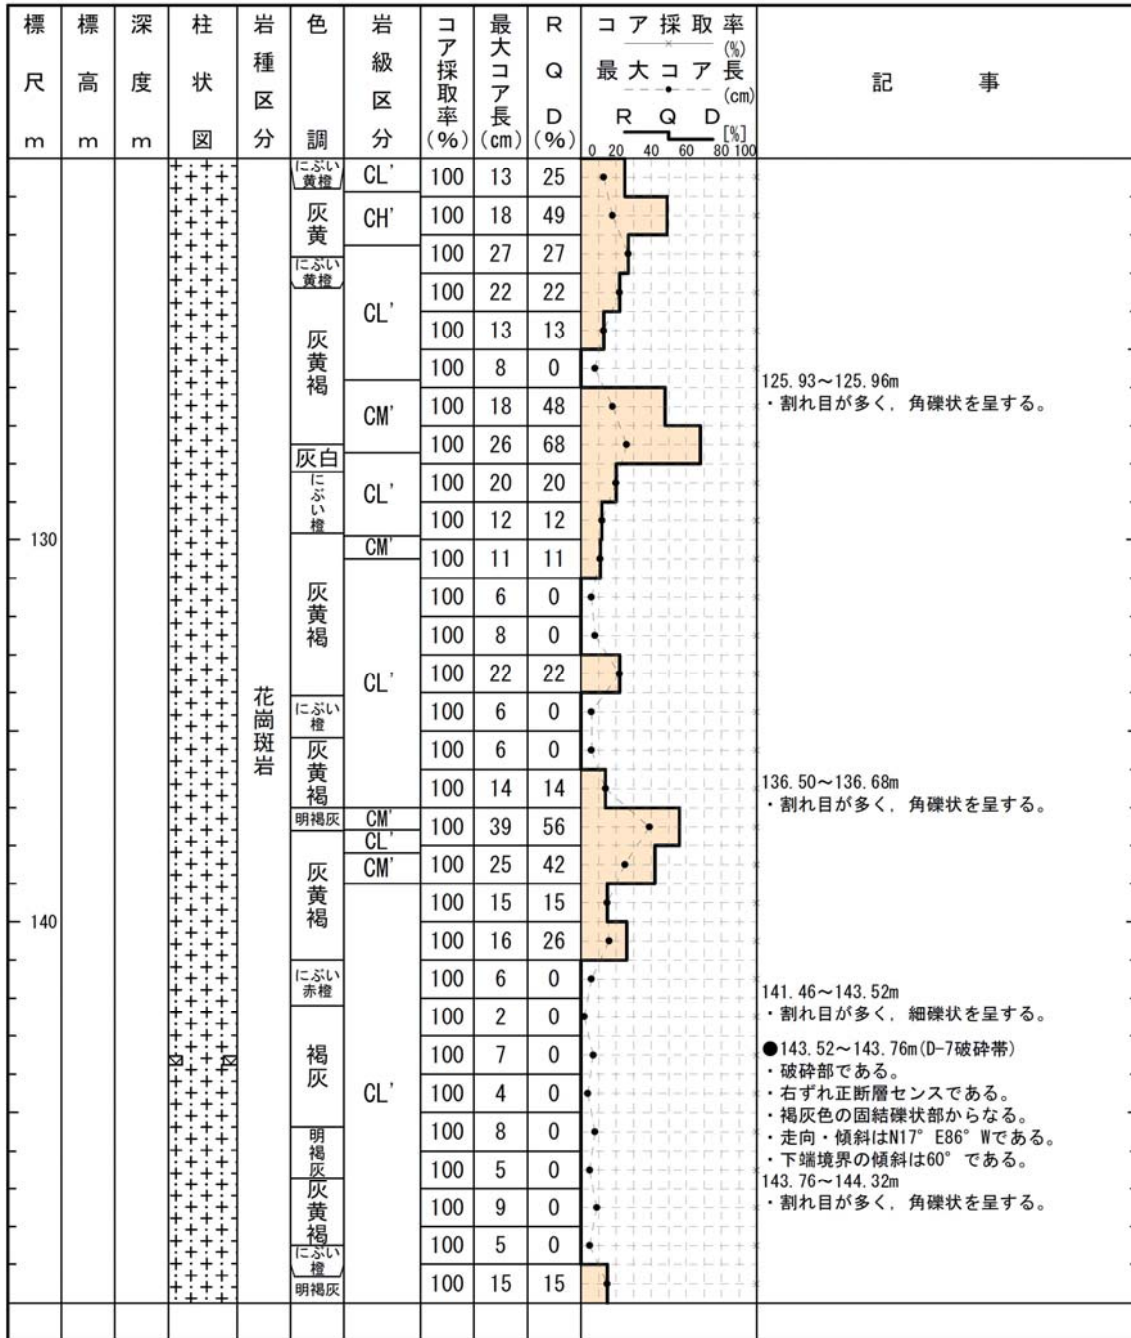 標尺m
標高m
深度m
柱状図
岩種区分
色調
岩級区分
コア採取率(%)
最大コア長(cm)
RQD(%)
コア採取率(%)
最大コア長(cm)
RQD[%]
0 20 40 60 80 100
記事
にぶい黄橙
灰黄
にぶい黄橙
灰黄褐
灰白
にぶい橙
灰黄褐
にぶい橙
灰黄褐
明褐灰
灰黄褐
にぶい赤橙
褐灰
明褐灰
灰黄褐
にぶい橙
明褐灰
CL'
CH'
CL'
CM'
CL'
CM'
CL'
CM'
CL'
CM'
CL'
花崗斑岩
130
140
100 13 25
100 18 49
100 27 27
100 22 22
100 13 13
100 8 0
100 18 48
100 26 68
100 20 20
100 12 12
100 11 11
100 6 0
100 8 0
100 22 22
100 6 0
100 6 0
100 14 14
100 39 56
100 25 42
100 15 15
100 16 26
100 6 0
100 2 0
100 7 0
100 4 0
100 8 0
100 5 0
100 9 0
100 5 0
100 15 15
125.93～125.96m
・割れ目が多く，角礫状を呈する。
136.50～136.68m
・割れ目が多く，角礫状を呈する。
141.46～143.52m
・割れ目が多く，細礫状を呈する。
●143.52～143.76m(D-7破砕帯)
・破砕部である。
・右ずれ正断層センスである。
・褐灰色の固結礫状部からなる。
・走向・傾斜はN17°E86°Wである。
・下端境界の傾斜は60°である。
143.76～144.32m
・割れ目が多く，角礫状を呈する。